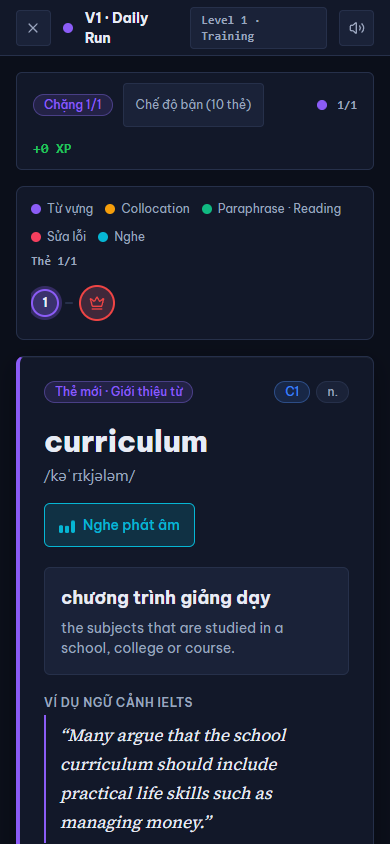 V1 · Daily
Run
Level 1 ·
Training
Chặng 1/1
Chế độ bận (10 thẻ)
1/1
+0 XP
Từ vựng
Collocation
Paraphrase · Reading
Sửa lỗi
Nghe
Thẻ 1/1
1
Thẻ mới · Giới thiệu từ
C1
n.
curriculum
/kəˈrɪkjələm/
Nghe phát âm
chương trình giảng dạy
the subjects that are studied in a
school, college or course.
VÍ DỤ NGỮ CẢNH IELTS
“Many argue that the school
curriculum should include
practical life skills such as
managing money.”